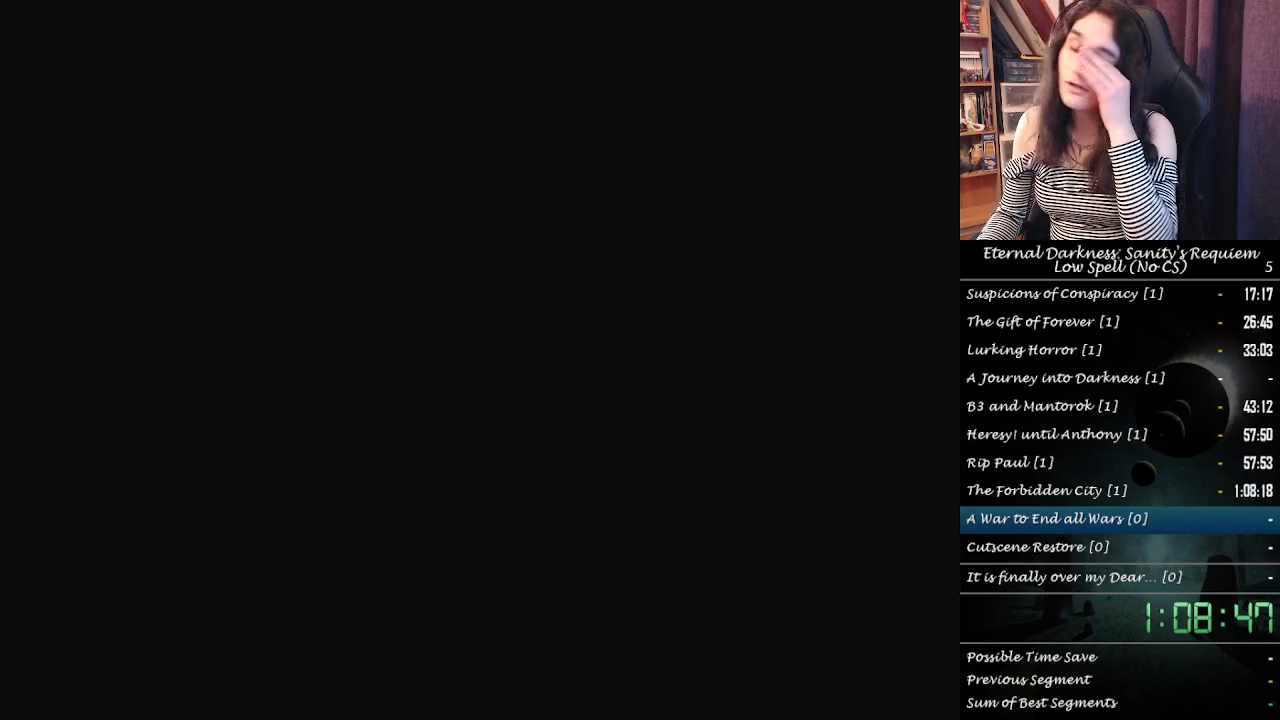 Eternal Darkness: Sanity's Requiem
Low Spell (No CS) 5
Suspicions of Conspiracy [1] - 17:17
The Gift of Forever [1] - 26:45
Lurking Horror [1] - 33:03
A Journey into Darkness [1] - -
B3 and Mantorok [1] - 43:12
Heresy! until Anthony [1] - 57:50
Rip Paul [1] - 57:53
The Forbidden City [1] - 1:08:18
A War to End all Wars [0] -
Cutscene Restore [0] -
It is finally over my Dear... [0] -
1:08:47
Possible Time Save -
Previous Segment -
Sum of Best Segments -